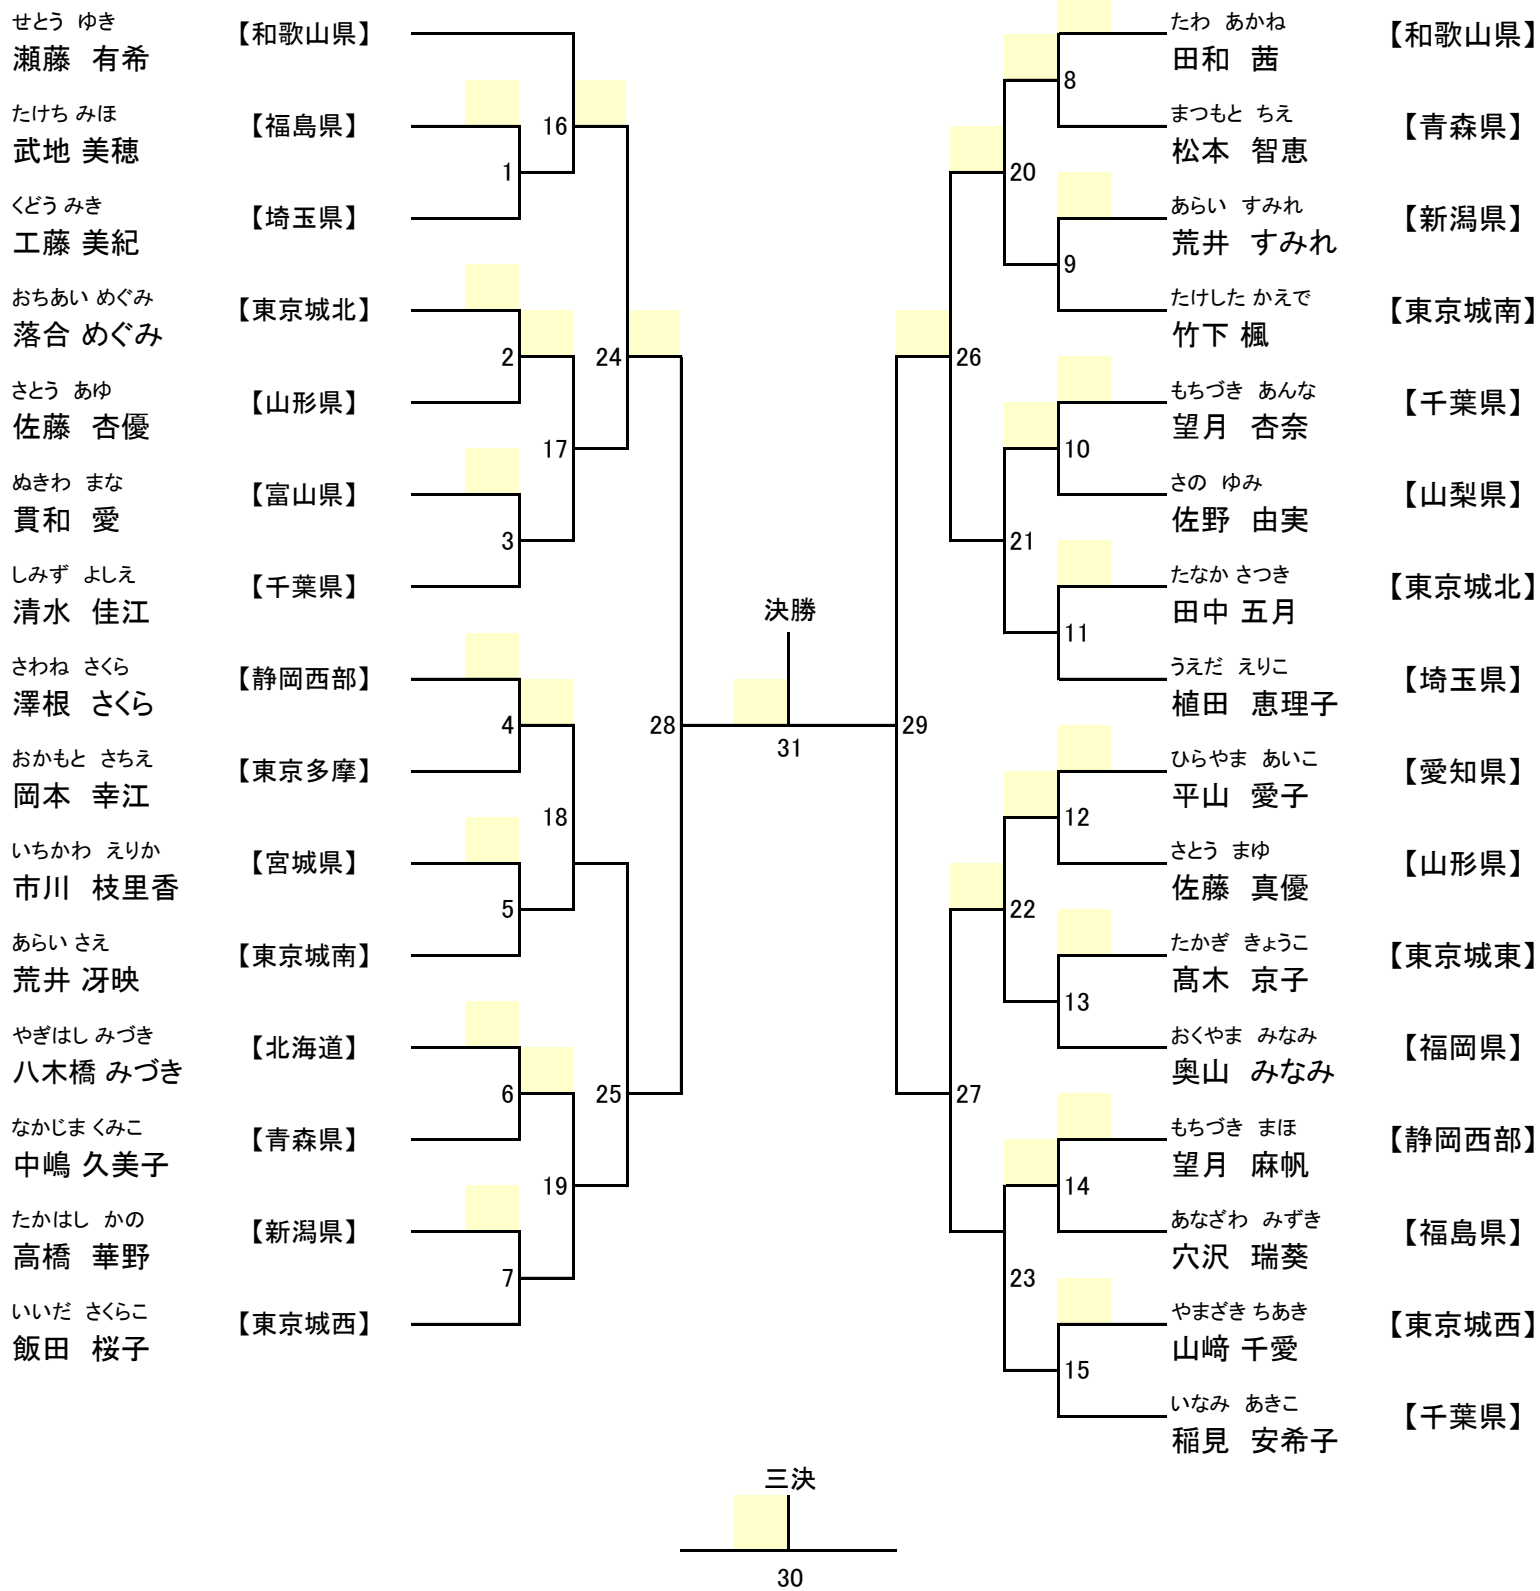 せとう ゆき
瀬藤 有希 【和歌山県】
たけち みほ
武地 美穂 【福島県】
くどう みき
工藤 美紀 【埼玉県】
おちあい めぐみ
落合 めぐみ 【東京城北】
さとう あゆ
佐藤 杏優 【山形県】
ぬきわ まな
貫和 愛 【富山県】
しみず よしえ
清水 佳江 【千葉県】
さわね さくら
澤根 さくら 【静岡西部】
おかもと さちえ
岡本 幸江 【東京多摩】
いちかわ えりか
市川 枝里香 【宮城県】
あらい さえ
荒井 冴映 【東京城南】
やぎはし みづき
八木橋 みづき 【北海道】
なかじま くみこ
中嶋 久美子 【青森県】
たかはし かの
高橋 華野 【新潟県】
いいだ さくらこ
飯田 桜子 【東京城西】
1
2
3
4
5
6
7
16
17
18
19
24
25
28
決勝
31
三決
30
29
26
27
20
21
22
23
8
9
10
11
12
13
14
15
たわ あかね
田和 茜 【和歌山県】
まつもと ちえ
松本 智恵 【青森県】
あらい すみれ
荒井 すみれ 【新潟県】
たけした かえで
竹下 楓 【東京城南】
もちづき あんな
望月 杏奈 【千葉県】
さの ゆみ
佐野 由実 【山梨県】
たなか さつき
田中 五月 【東京城北】
うえだ えりこ
植田 恵理子 【埼玉県】
ひらやま あいこ
平山 愛子 【愛知県】
さとう まゆ
佐藤 真優 【山形県】
たかぎ きょうこ
髙木 京子 【東京城東】
おくやま みなみ
奥山 みなみ 【福岡県】
もちづき まほ
望月 麻帆 【静岡西部】
あなざわ みずき
穴沢 瑞葵 【福島県】
やまざき ちあき
山﨑 千愛 【東京城西】
いなみ あきこ
稲見 安希子 【千葉県】